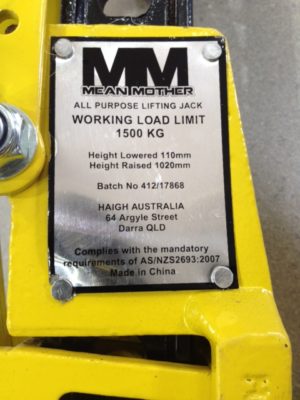 MM
MEAN MOTHER
ALL PURPOSE LIFTING JACK
WORKING LOAD LIMIT
1500 KG
Height Lowered 110mm
Height Raised 1020mm
Batch No 412/17868
HAIGH AUSTRALIA
64 Argyle Street
Darra QLD
Complies with the mandatory
requirements of AS/NZS2693:2007
Made in China